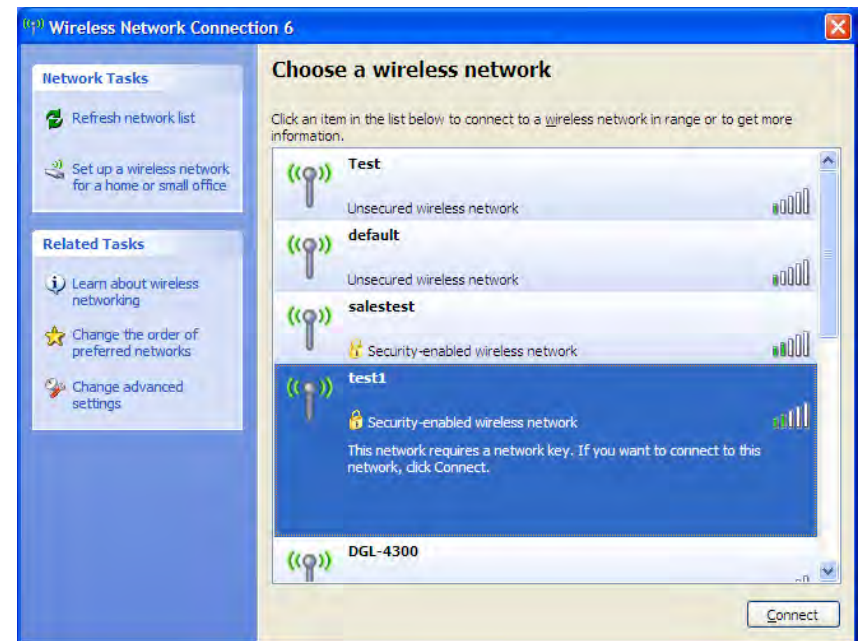 Wireless Network Connection 6
Network Tasks
Refresh network list
Set up a wireless network
for a home or small office
Related Tasks
Learn about wireless
networking
Change the order of
preferred networks
Change advanced
settings
Choose a wireless network
Click an item in the list below to connect to a wireless network in range or to get more
information.
Test
Unsecured wireless network
default
Unsecured wireless network
salestest
Security-enabled wireless network
test1
Security-enabled wireless network
This network requires a network key. If you want to connect to this
network, click Connect.
DGL-4300
Connect